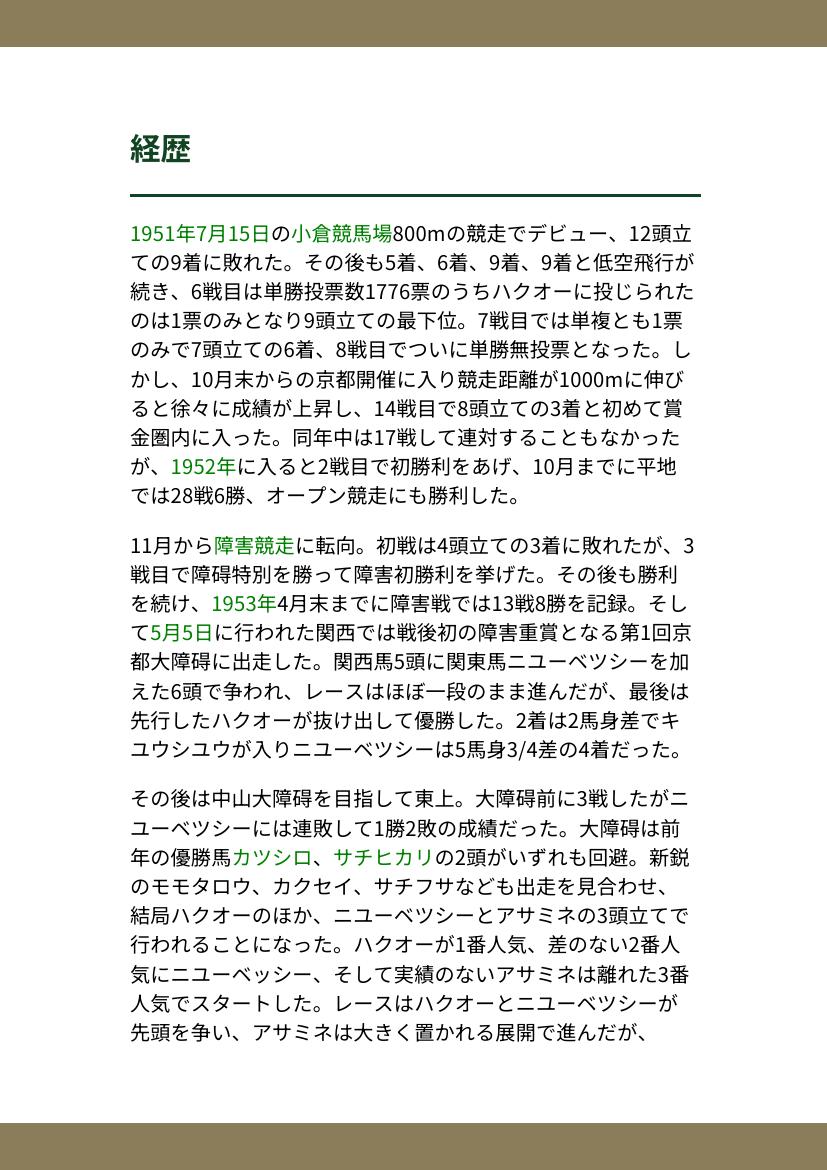 経歴
1951年7月15日の小倉競馬場800mの競走でデビュー、12頭立
ての9着に敗れた。その後も5着、6着、9着、9着と低空飛行が
続き、6戦目は単勝投票数1776票のうちハクオーに投じられた
のは1票のみとなり9頭立ての最下位。7戦目では単複とも1票
のみで7頭立ての6着、8戦目でついに単勝無投票となった。し
かし、10月末からの京都開催に入り競走距離が1000mに伸び
ると徐々に成績が上昇し、14戦目で8頭立ての3着と初めて賞
金圏内に入った。同年中は17戦して連対することもなかった
が、1952年に入ると2戦目で初勝利をあげ、10月までに平地
では28戦6勝、オープン競走にも勝利した。
11月から障害競走に転向。初戦は4頭立ての3着に敗れたが、3
戦目で障碍特別を勝って障害初勝利を挙げた。その後も勝利
を続け、1953年4月末までに障害戦では13戦8勝を記録。そし
て5月5日に行われた関西では戦後初の障害重賞となる第1回京
都大障碍に出走した。関西馬5頭に関東馬ニユーベツシーを加
えた6頭で争われ、レースはほぼ一段のまま進んだが、最後は
先行したハクオーが抜け出して優勝した。2着は2馬身差でキ
ユウシユウが入りニユーベツシーは5馬身3/4差の4着だった。
その後は中山大障碍を目指して東上。大障碍前に3戦したがニ
ユーベツシーには連敗して1勝2敗の成績だった。大障碍は前
年の優勝馬カツシロ、サチヒカリの2頭がいずれも回避。新鋭
のモモタロウ、カクセイ、サチフサなども出走を見合わせ、
結局ハクオーのほか、ニユーベツシーとアサミネの3頭立てで
行われることになった。ハクオーが1番人気、差のない2番人
気にニユーベッシー、そして実績のないアサミネは離れた3番
人気でスタートした。レースはハクオーとニユーベツシーが
先頭を争い、アサミネは大きく置かれる展開で進んだが、